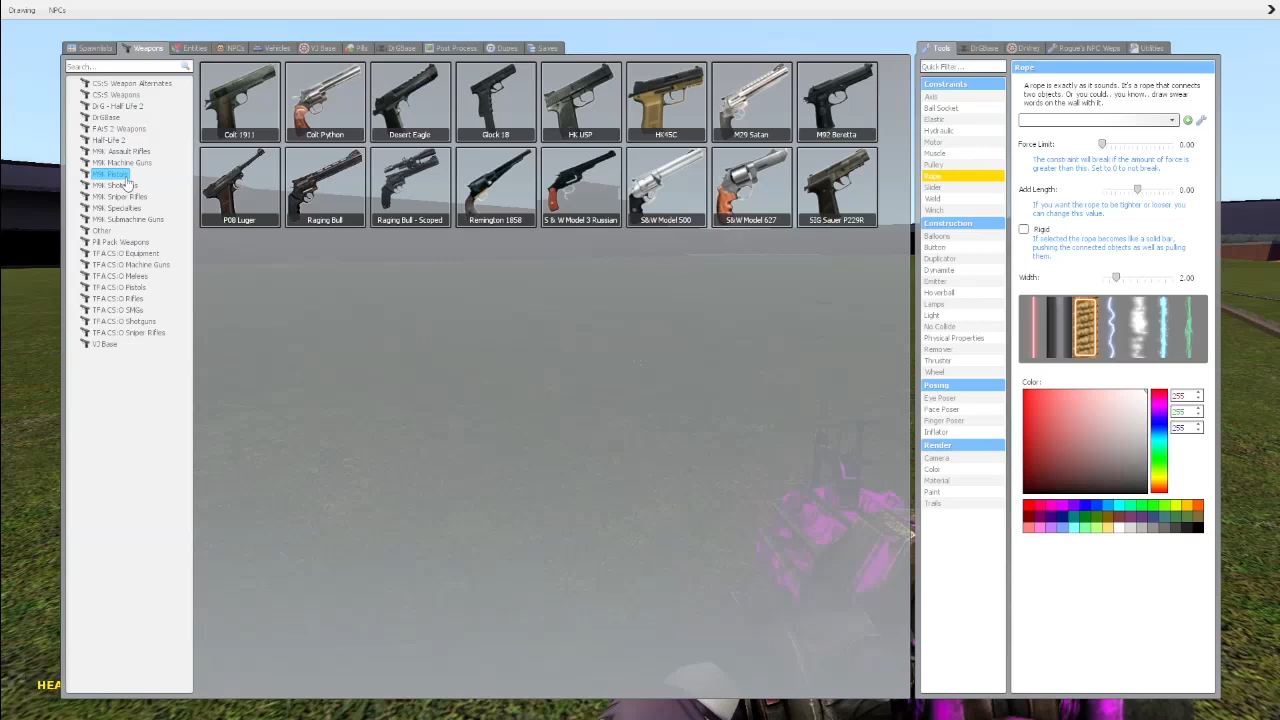 Drawing NPCs
Spawnlists Weapons Entities NPCs Vehicles VJ Base Pills DrGBase Post Process Dupes Saves
Search...
CS:S Weapon Alternates
CS:S Weapons
DrG - Half Life 2
DrGBase
FA:S 2 Weapons
Half-Life 2
M9K Assault Rifles
M9K Machine Guns
M9K Pistols
M9K Shotguns
M9K Sniper Rifles
M9K Specialties
M9K Submachine Guns
Other
Pill Pack Weapons
TFA CS:O Equipment
TFA CS:O Machine Guns
TFA CS:O Melees
TFA CS:O Pistols
TFA CS:O Rifles
TFA CS:O SMGs
TFA CS:O Shotguns
TFA CS:O Sniper Rifles
VJ Base
Colt 1911 Colt Python Desert Eagle Glock 18 HK USP HK45C M29 Satan M92 Beretta
P08 Luger Raging Bull Raging Bull - Scoped Remington 1858 S & W Model 3 Russian S&W Model 500 S&W Model 627 SIG Sauer P229R
HEA
Tools DrGBase DrVrej Rogue's NPC Weps Utilities
Quick Filter...
Constraints
Axis
Ball Socket
Elastic
Hydraulic
Motor
Muscle
Pulley
Rope
Slider
Weld
Winch
Construction
Balloons
Button
Duplicator
Dynamite
Emitter
Hoverball
Lamps
Light
No Collide
Physical Properties
Remover
Thruster
Wheel
Posing
Eye Poser
Face Poser
Finger Poser
Inflator
Render
Camera
Color
Material
Paint
Trails
Rope
A rope is exactly as it sounds. It's a rope that connects
two objects. Or you could.. you know.. draw swear
words on the wall with it.
Force Limit: 0.00
The constraint will break if the amount of force is
greater than this. Set to 0 to not break.
Add Length: 0.00
If you want the rope to be tighter or looser you
can change this value.
Rigid
If selected the rope becomes like a solid bar,
pushing the connected objects as well as pulling
them.
Width: 2.00
Color:
255
255
255